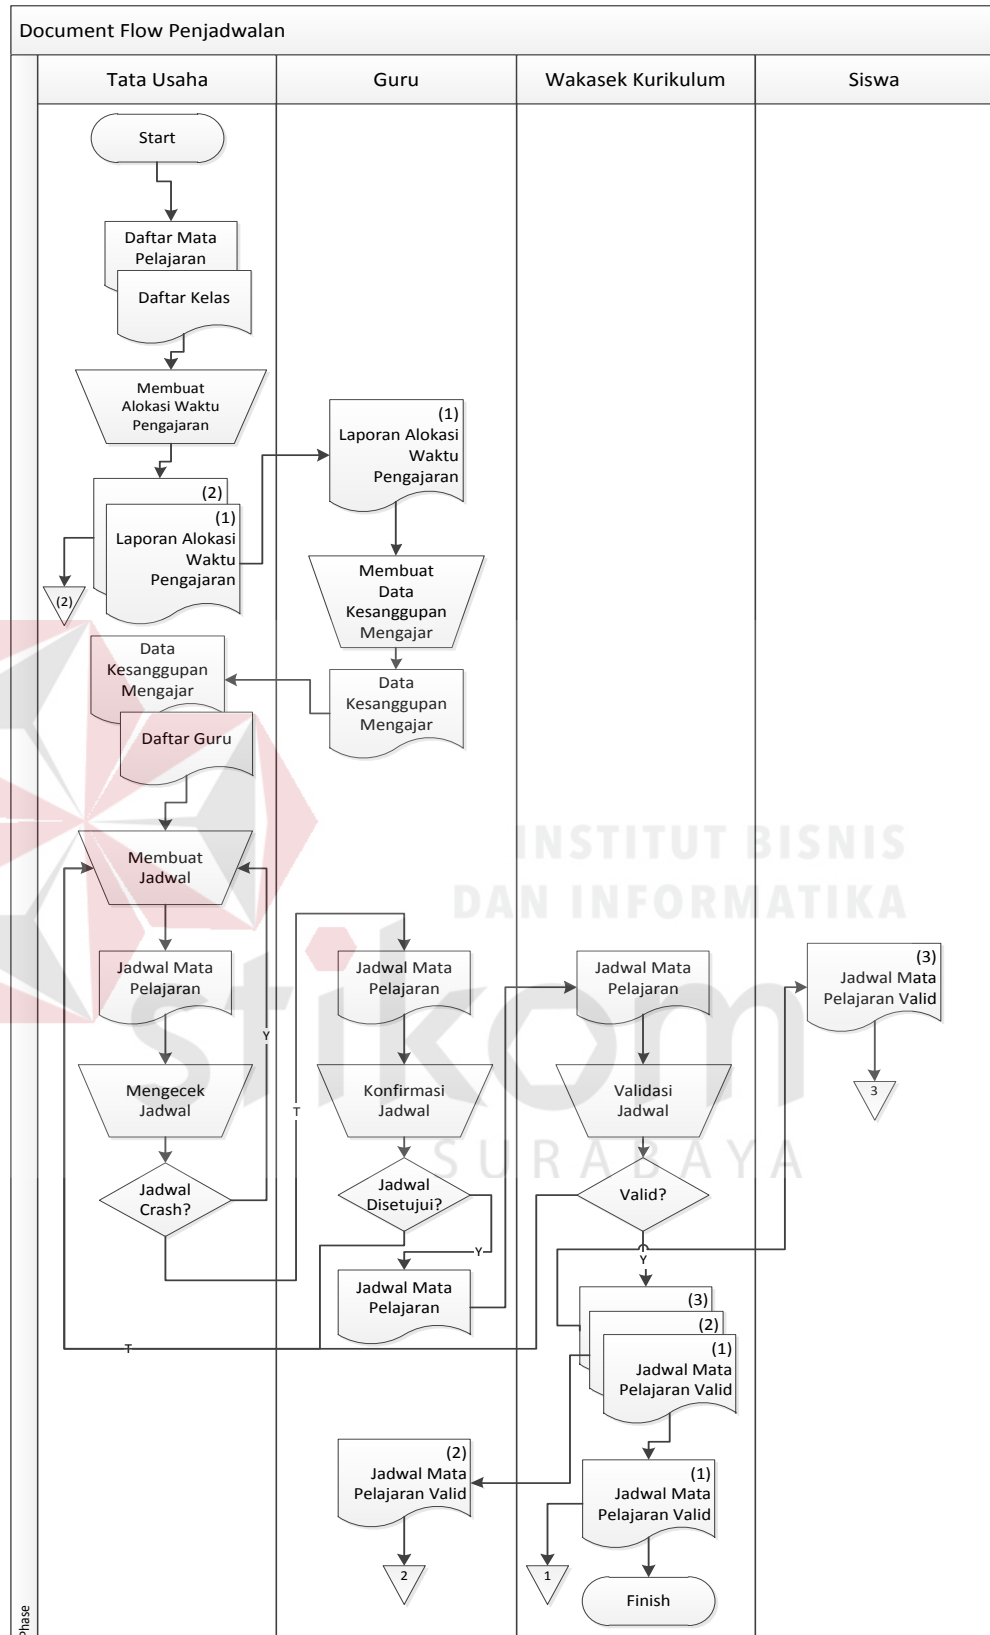 Document Flow Penjadwalan
Tata Usaha
Guru
Wakasek Kurikulum
Siswa
Start
Daftar Mata
Pelajaran
Daftar Kelas
Membuat
Alokasi Waktu
Pengajaran
(2)
(1)
Laporan Alokasi
Waktu
Pengajaran
(2)
(1)
Laporan Alokasi
Waktu
Pengajaran
Membuat
Data
Kesanggupan
Mengajar
Data
Kesanggupan
Mengajar
Data
Kesanggupan
Mengajar
Daftar Guru
Membuat
Jadwal
INSTITUT BISNIS
DAN INFORMATIKA
stikom
SURABAYA
Jadwal Mata
Pelajaran
Y
Mengecek
Jadwal
T
Jadwal
Crash?
Jadwal Mata
Pelajaran
Konfirmasi
Jadwal
Jadwal
Disetujui?
Y
Jadwal Mata
Pelajaran
T
Jadwal Mata
Pelajaran
Validasi
Jadwal
Valid?
Y
(3)
(2)
(1)
Jadwal Mata
Pelajaran Valid
(3)
Jadwal Mata
Pelajaran Valid
3
(2)
Jadwal Mata
Pelajaran Valid
2
(1)
Jadwal Mata
Pelajaran Valid
1
Finish
Phase